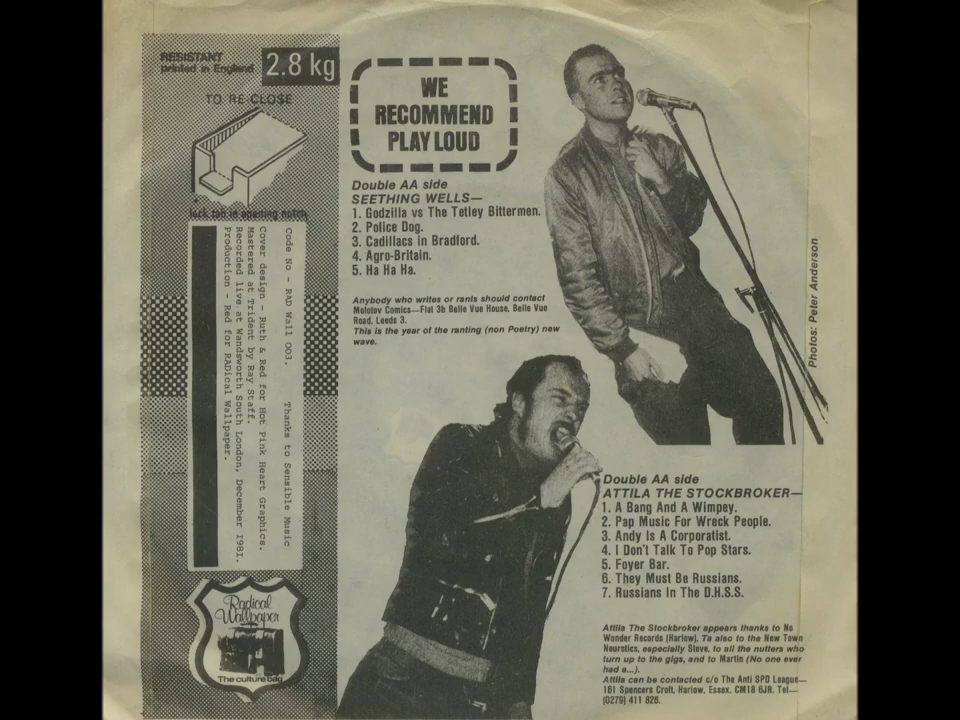 RESISTANT
printed in England
2.8 kg
TO RE-CLOSE
lock tab in opening notch
Code No - RAD Wall 003. Thanks to Sensible Music
Cover design - Ruth & Red for Hot Pink Heart Graphics.
Mastered at Trident by Ray Staff.
Recorded live at Wandsworth South London, December 1981.
Production - Red for RADical Wallpaper.
Radical
Wallpaper
The culture bag
WE
RECOMMEND
PLAY LOUD
Double AA side
SEETHING WELLS—
1. Godzilla vs The Tetley Bittermen.
2. Police Dog.
3. Cadillacs in Bradford.
4. Agro-Britain.
5. Ha Ha Ha.
Anybody who writes or rants should contact
Molotov Comics—Flat 3b Belle Vue House, Belle Vue
Road, Leeds 3.
This is the year of the ranting (non Poetry) new
wave.
Photos: Peter Anderson
Double AA side
ATTILA THE STOCKBROKER—
1. A Bang And A Wimpey.
2. Pap Music For Wreck People.
3. Andy Is A Corporatist.
4. I Don't Talk To Pop Stars.
5. Foyer Bar.
6. They Must Be Russians.
7. Russians In The D.H.S.S.
Attila The Stockbroker appears thanks to No
Wonder Records (Harlow). Ta also to the New Town
Neurotics, especially Steve, to all the nutters who
turn up to the gigs, and to Martin (No one ever
had a...).
Attila can be contacted c/o The Anti SPO League—
161 Spencers Croft, Harlow, Essex. CM18 6JR. Tel—
(0279) 411 826.